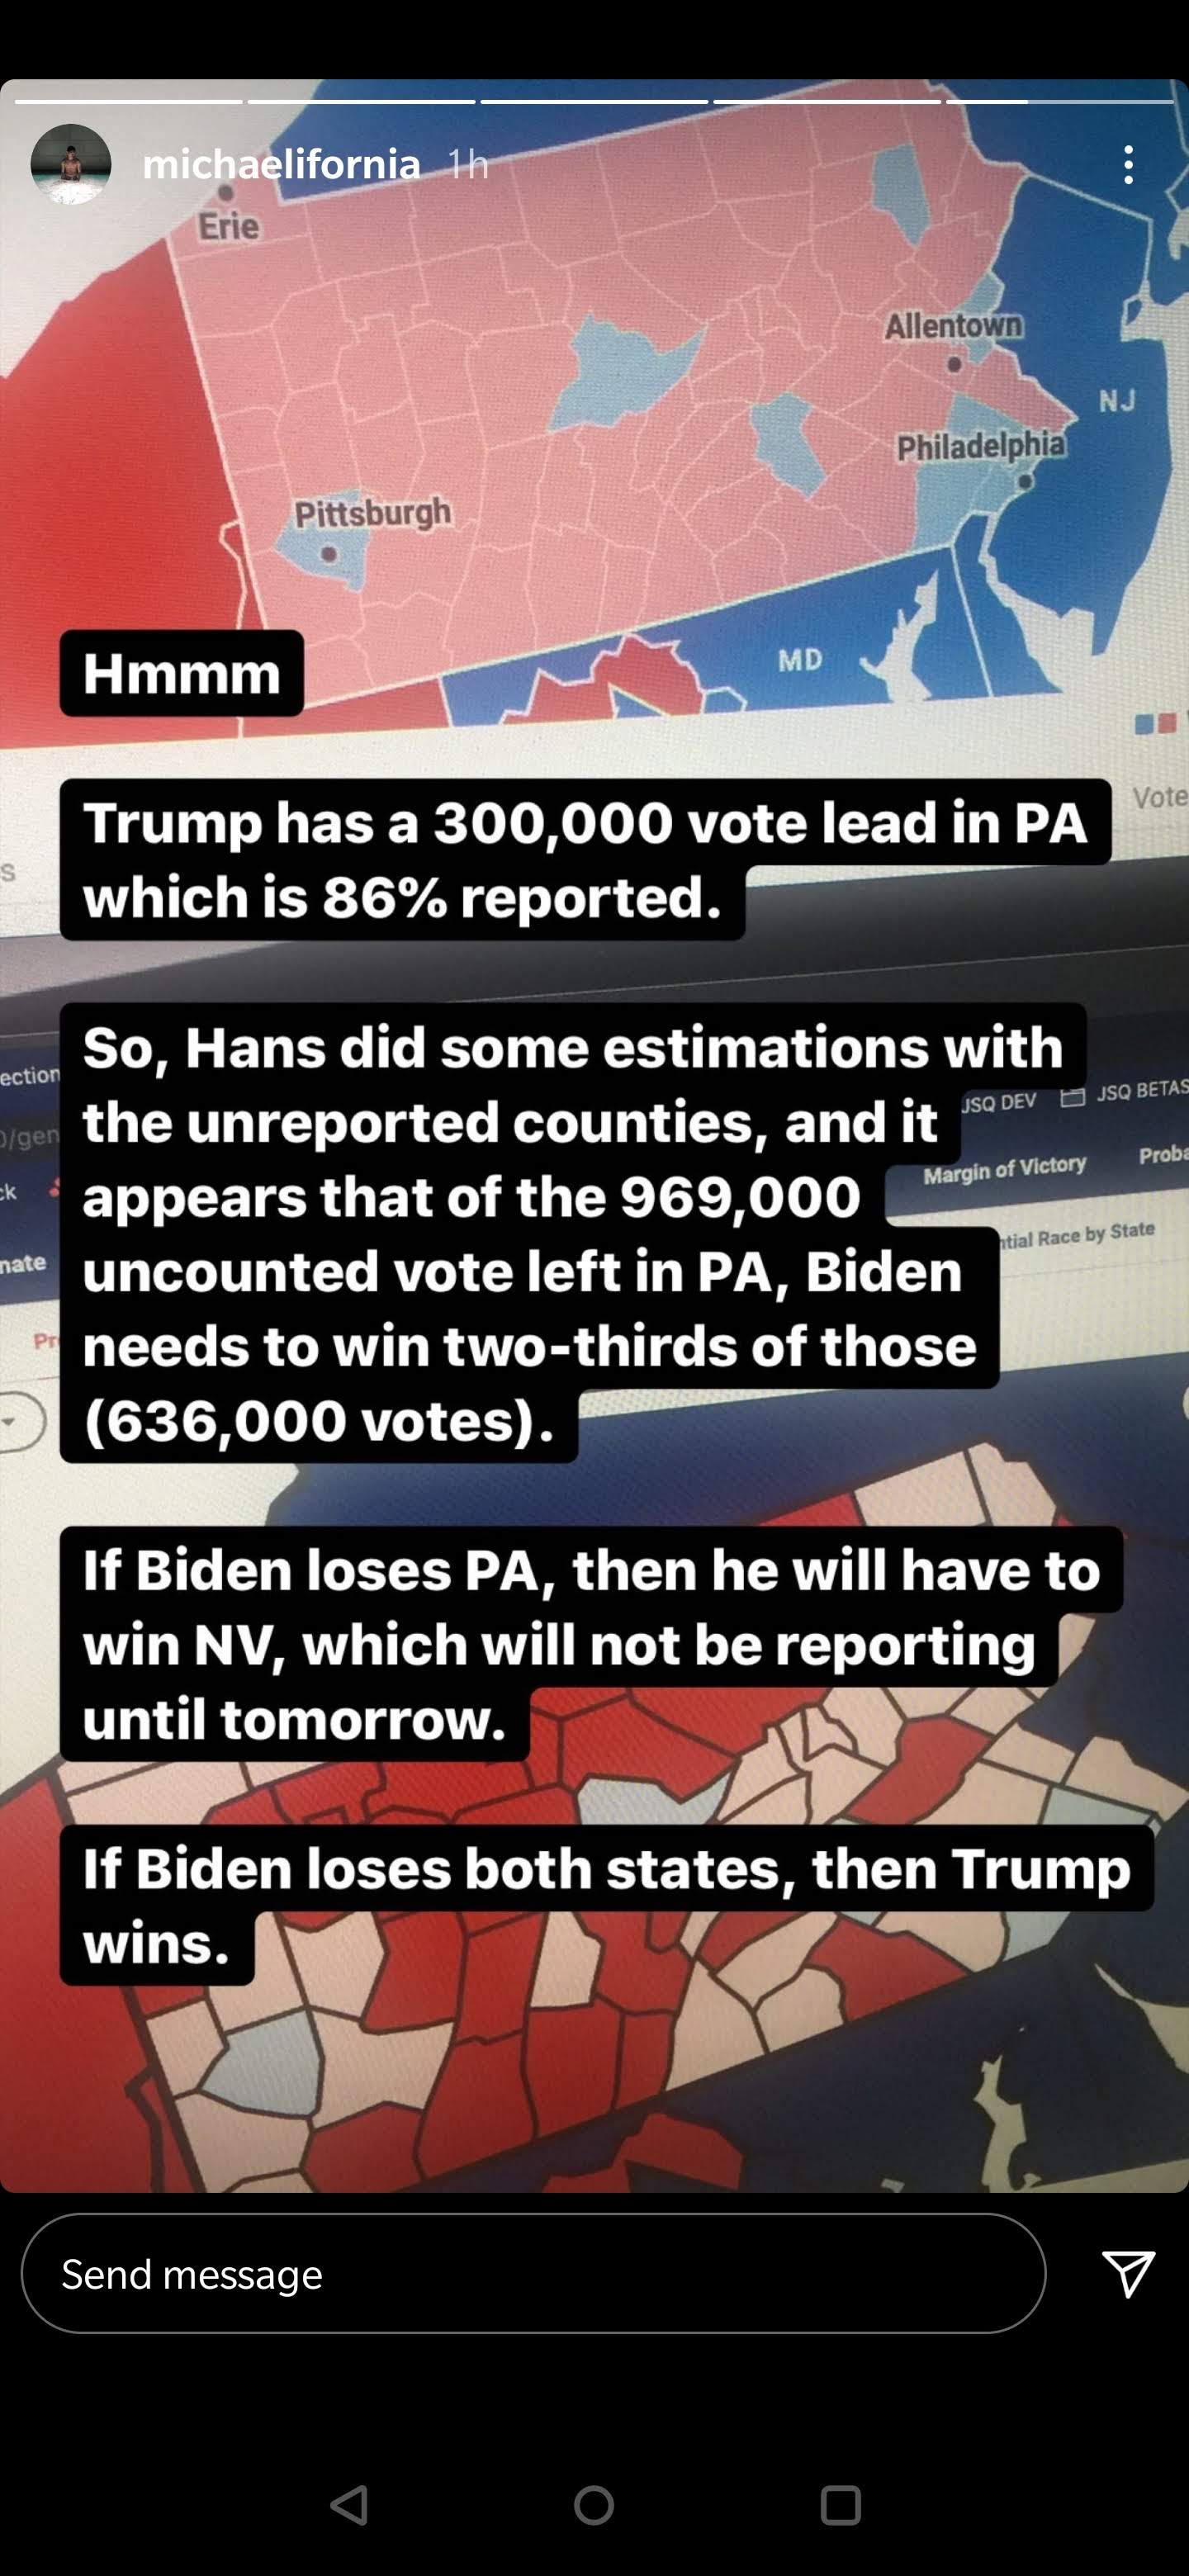 michaelifornia 1h
Erie
Allentown
NJ
Philadelphia
Pittsburgh
MD
Hmmm
Vote
Trump has a 300,000 vote lead in PA
which is 86% reported.
s
So, Hans did some estimations with
ection
JSQ DEV JSQ BETAS
the unreported counties, and it
/gen
Margin of Victory Proba
ck
appears that of the 969,000
ntial Race by State
nate
uncounted vote left in PA, Biden
Pr
needs to win two-thirds of those
(636,000 votes).
If Biden loses PA, then he will have to
win NV, which will not be reporting
until tomorrow.
If Biden loses both states, then Trump
wins.
Send message